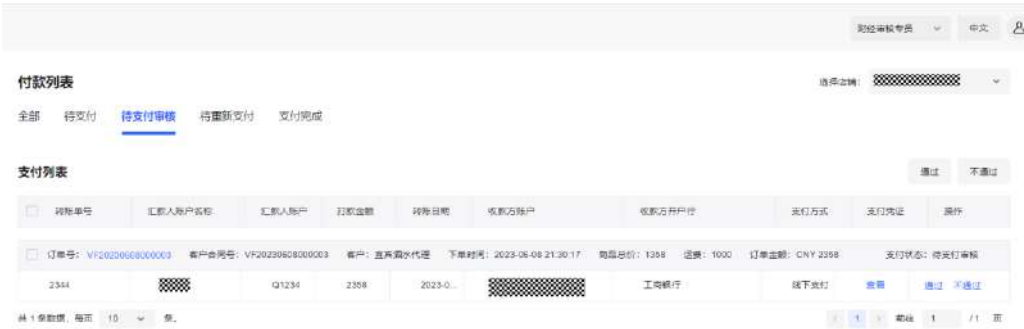 财经审核专员 中文
付款列表 选择店铺:
全部 待支付 待支付审核 待重新支付 支付完成
支付列表 通过 不通过
转账单号 汇款人账户名称 汇款人账户 打款金额 转账日期 收款方账户 收款方开户行 支付方式 支付凭证 操作
订单号: VF20230608000003 客户合同号: VF20230608000003 客户: 宜宾酒水代理 下单时间: 2023-06-08 21:30:17 商品总价: 1358 运费: 1000 订单金额: CNY 2358 支付状态: 待支付审核
2344 Q1234 2358 2023-0... 工商银行 线下支付 查看 通过 不通过
共 1 条数据, 每页 10 条。 1 前往 1 / 1 页